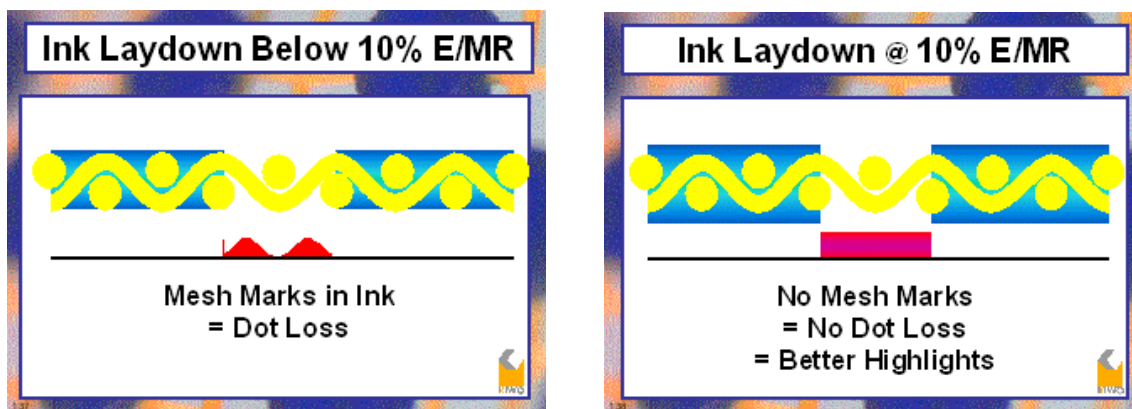 Ink Laydown Below 10% E/MR
Mesh Marks in Ink
= Dot Loss
Ink Laydown @ 10% E/MR
No Mesh Marks
= No Dot Loss
= Better Highlights